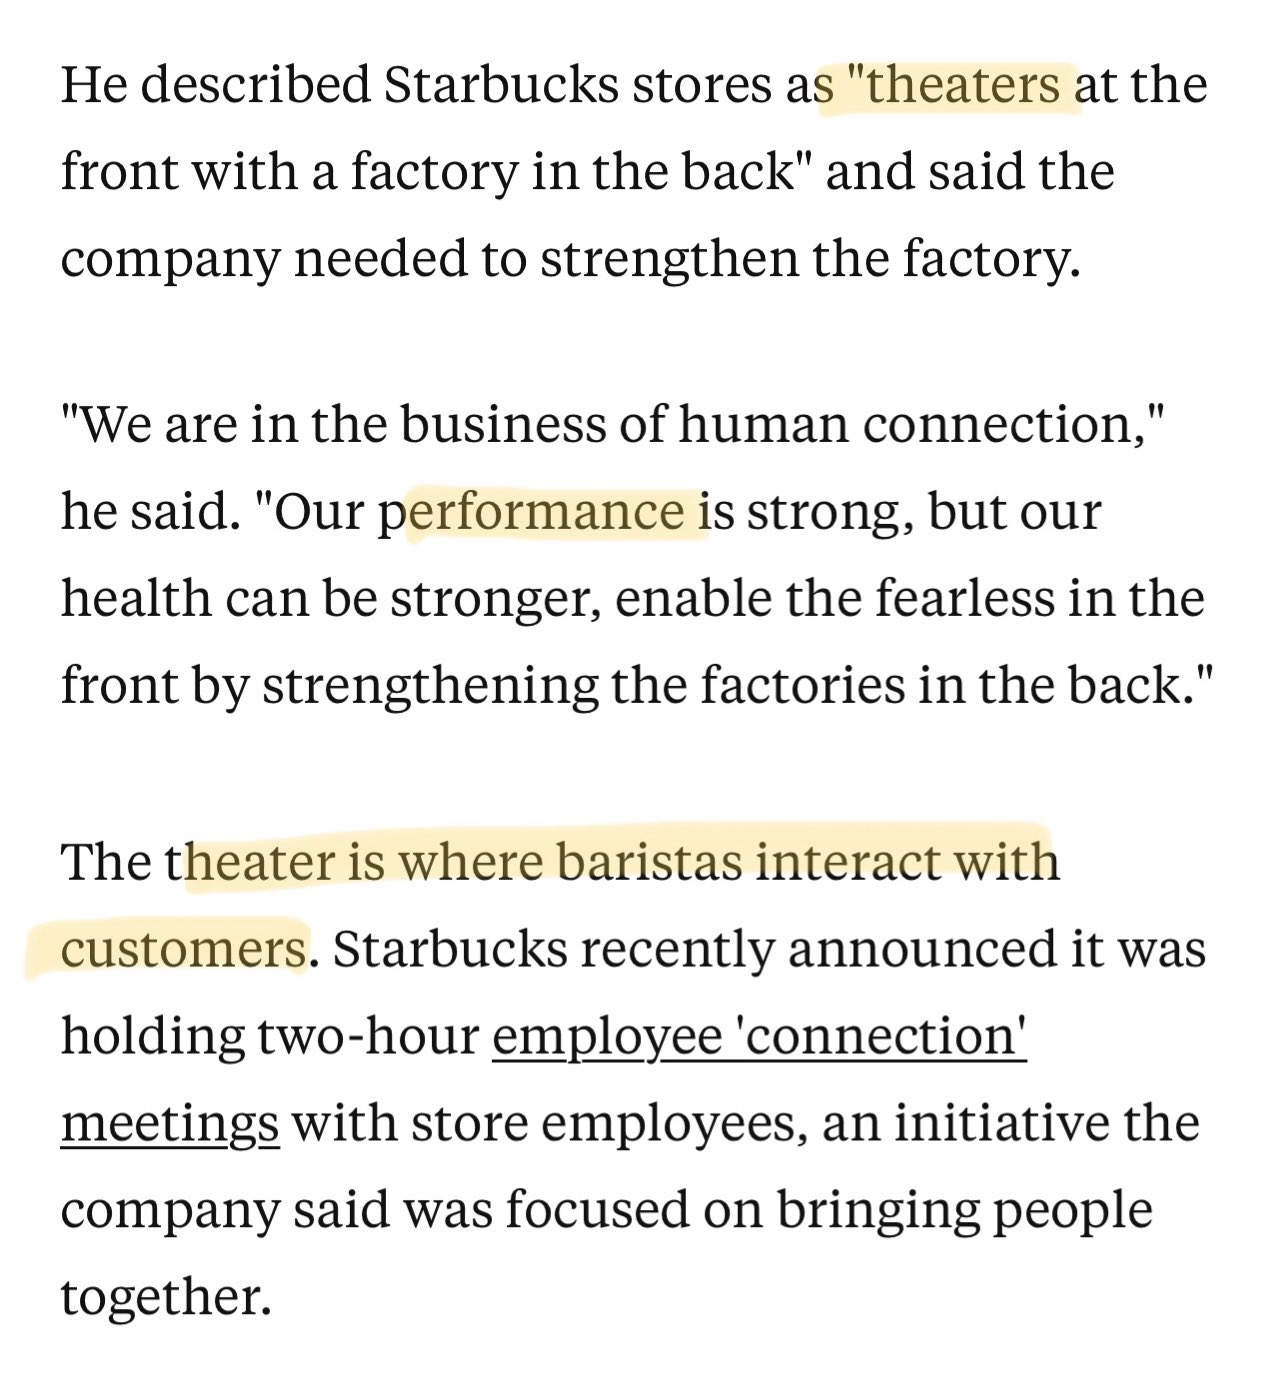 He described Starbucks stores as "theaters at the
front with a factory in the back" and said the
company needed to strengthen the factory.
"We are in the business of human connection,"
he said. "Our performance is strong, but our
health can be stronger, enable the fearless in the
front by strengthening the factories in the back."
The theater is where baristas interact with
customers. Starbucks recently announced it was
holding two-hour employee 'connection'
meetings with store employees, an initiative the
company said was focused on bringing people
together.